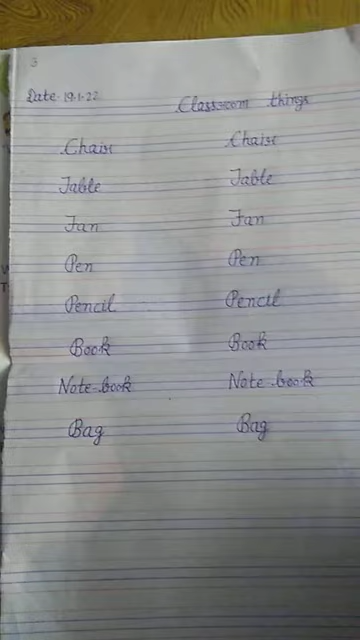 3
Date-19.1.22 Classroom things
Chair Chair
Table Table
Fan Fan
Pen Pen
Pencil Pencil
Book Book
Note-book Note-book
Bag Bag